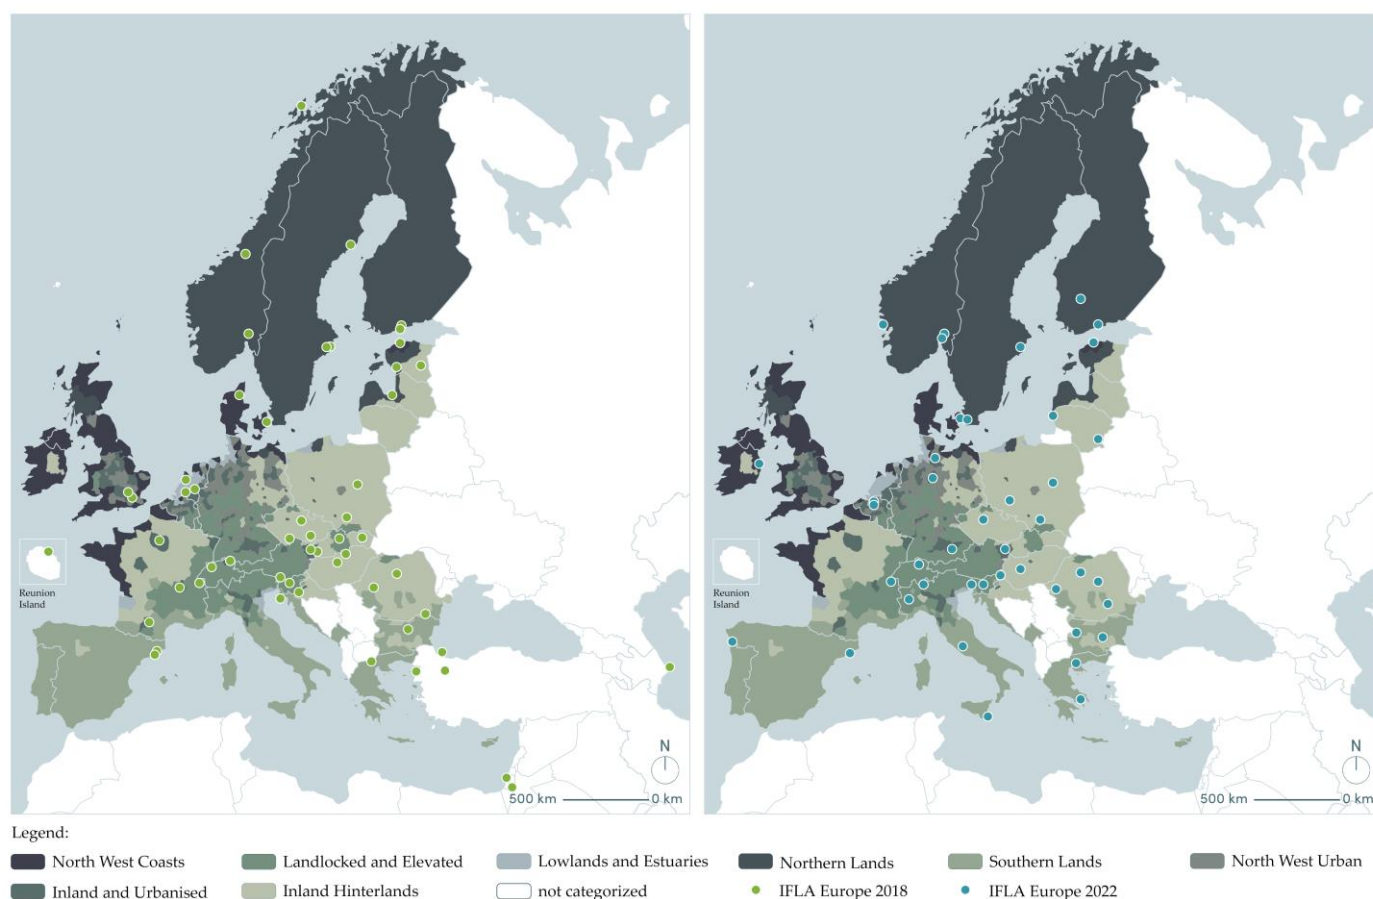 Reunion
Island
N
500 km
0 km
Reunion
Island
N
500 km
0 km
Legend:
North West Coasts
Landlocked and Elevated
Lowlands and Estuaries
Northern Lands
Southern Lands
North West Urban
Inland and Urbanised
Inland Hinterlands
not categorized
IFLA Europe 2018
IFLA Europe 2022